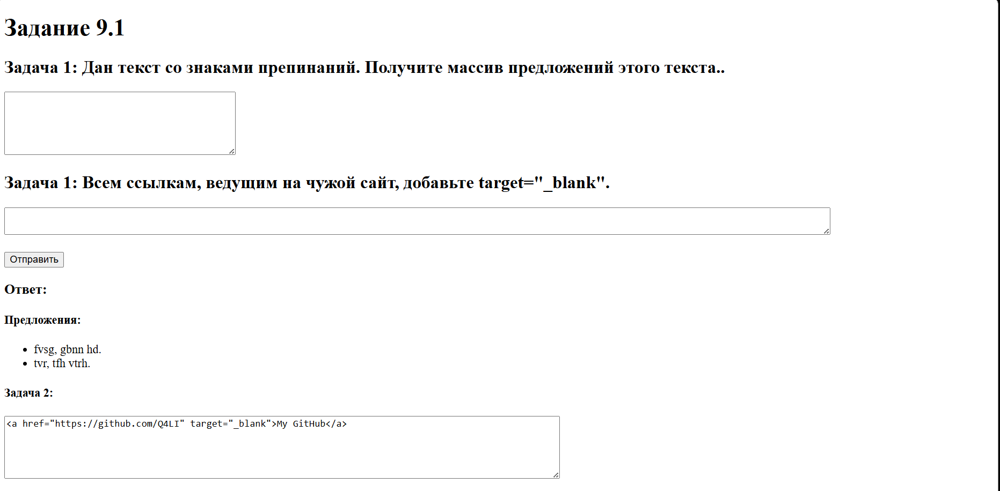 Задание 9.1
Задача 1: Дан текст со знаками препинаний. Получите массив предложений этого текста..
Задача 1: Всем ссылкам, ведущим на чужой сайт, добавьте target="_blank".
Отправить
Ответ:
Предложения:
fvsg, gbnn hd.
tvr, tfh vtrh.
Задача 2:
<a href="https://github.com/Q4LI" target="_blank">My GitHub</a>